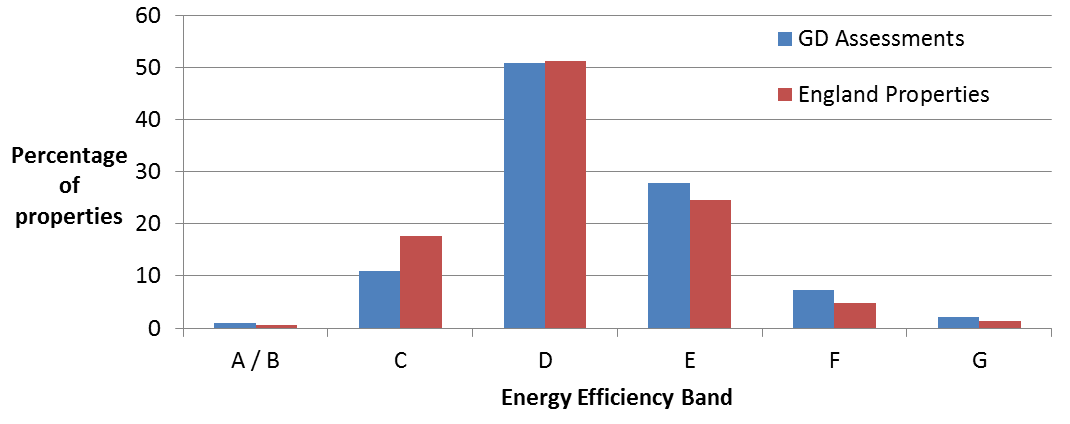 60
50
40
30
20
10
0
Percentage
of
properties
GD Assessments
England Properties
A / B C D E F G
Energy Efficiency Band